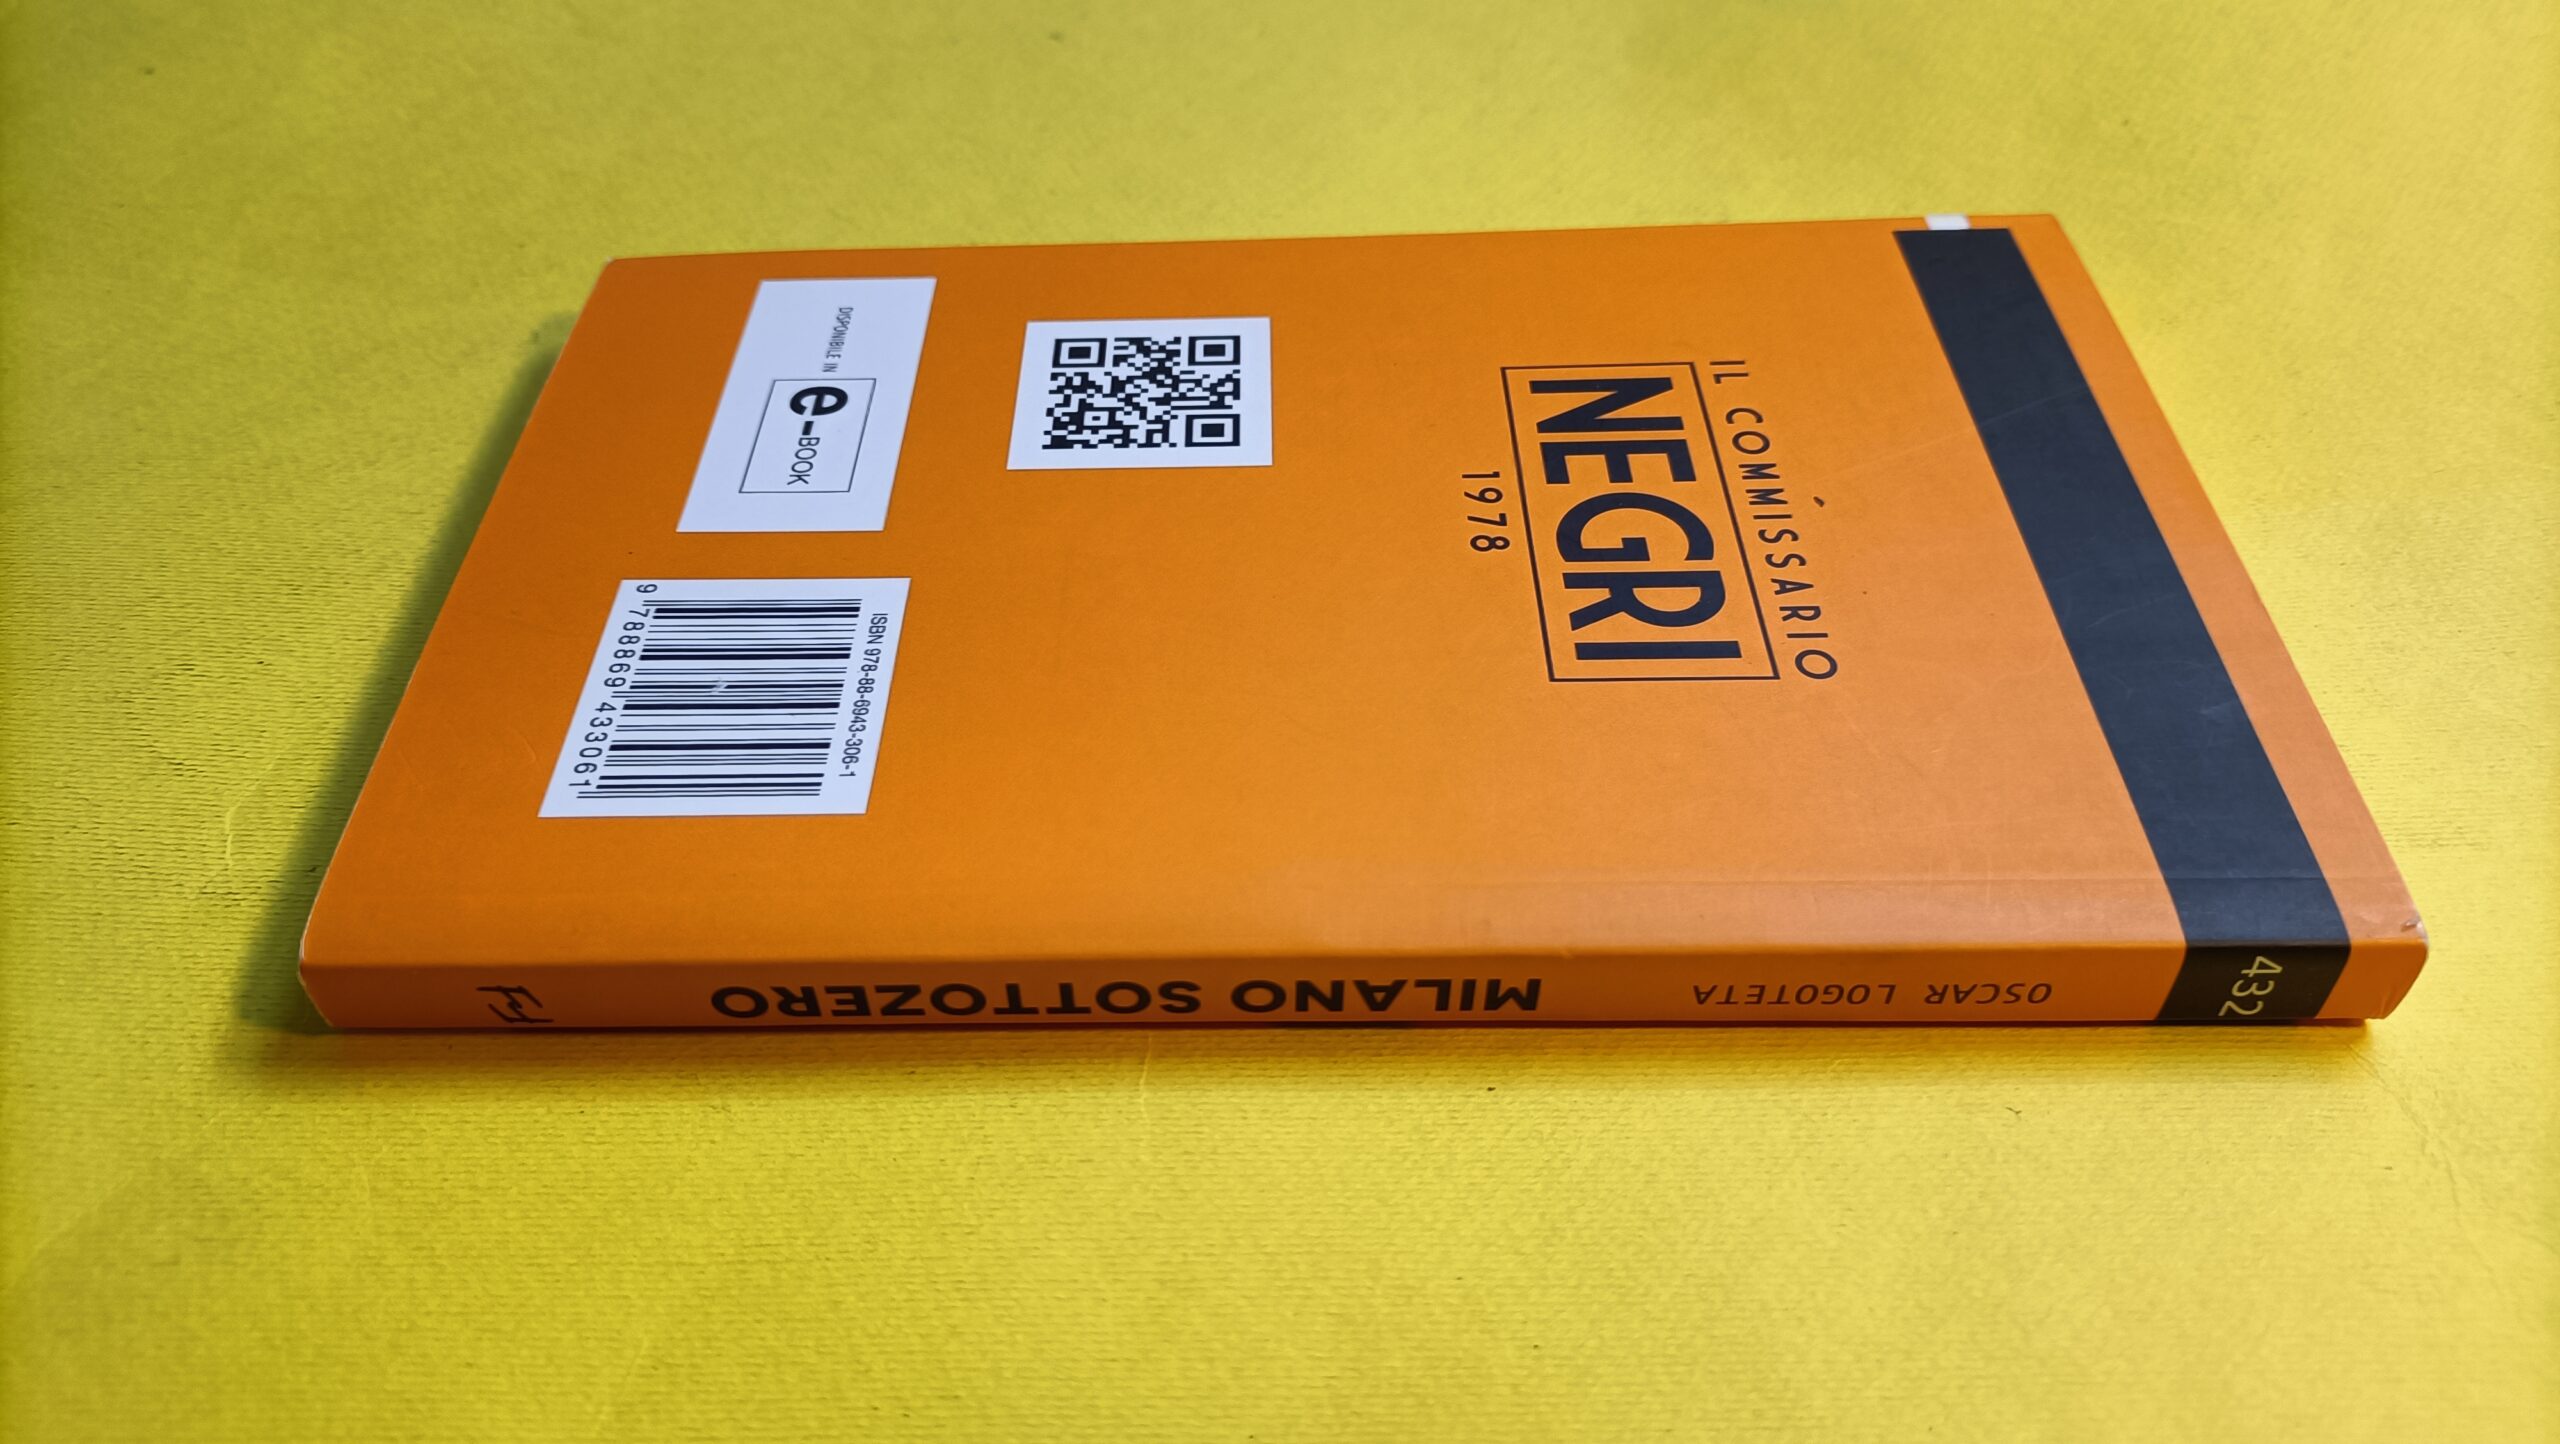 IL COMMISSARIO
NEGRI
1978
DISPONIBILE IN
e-BOOK
ISBN 978-88-6943-306-1
9 788869 433061
432
OSCAR LOGOTETA
MILANO SOTTOZERO